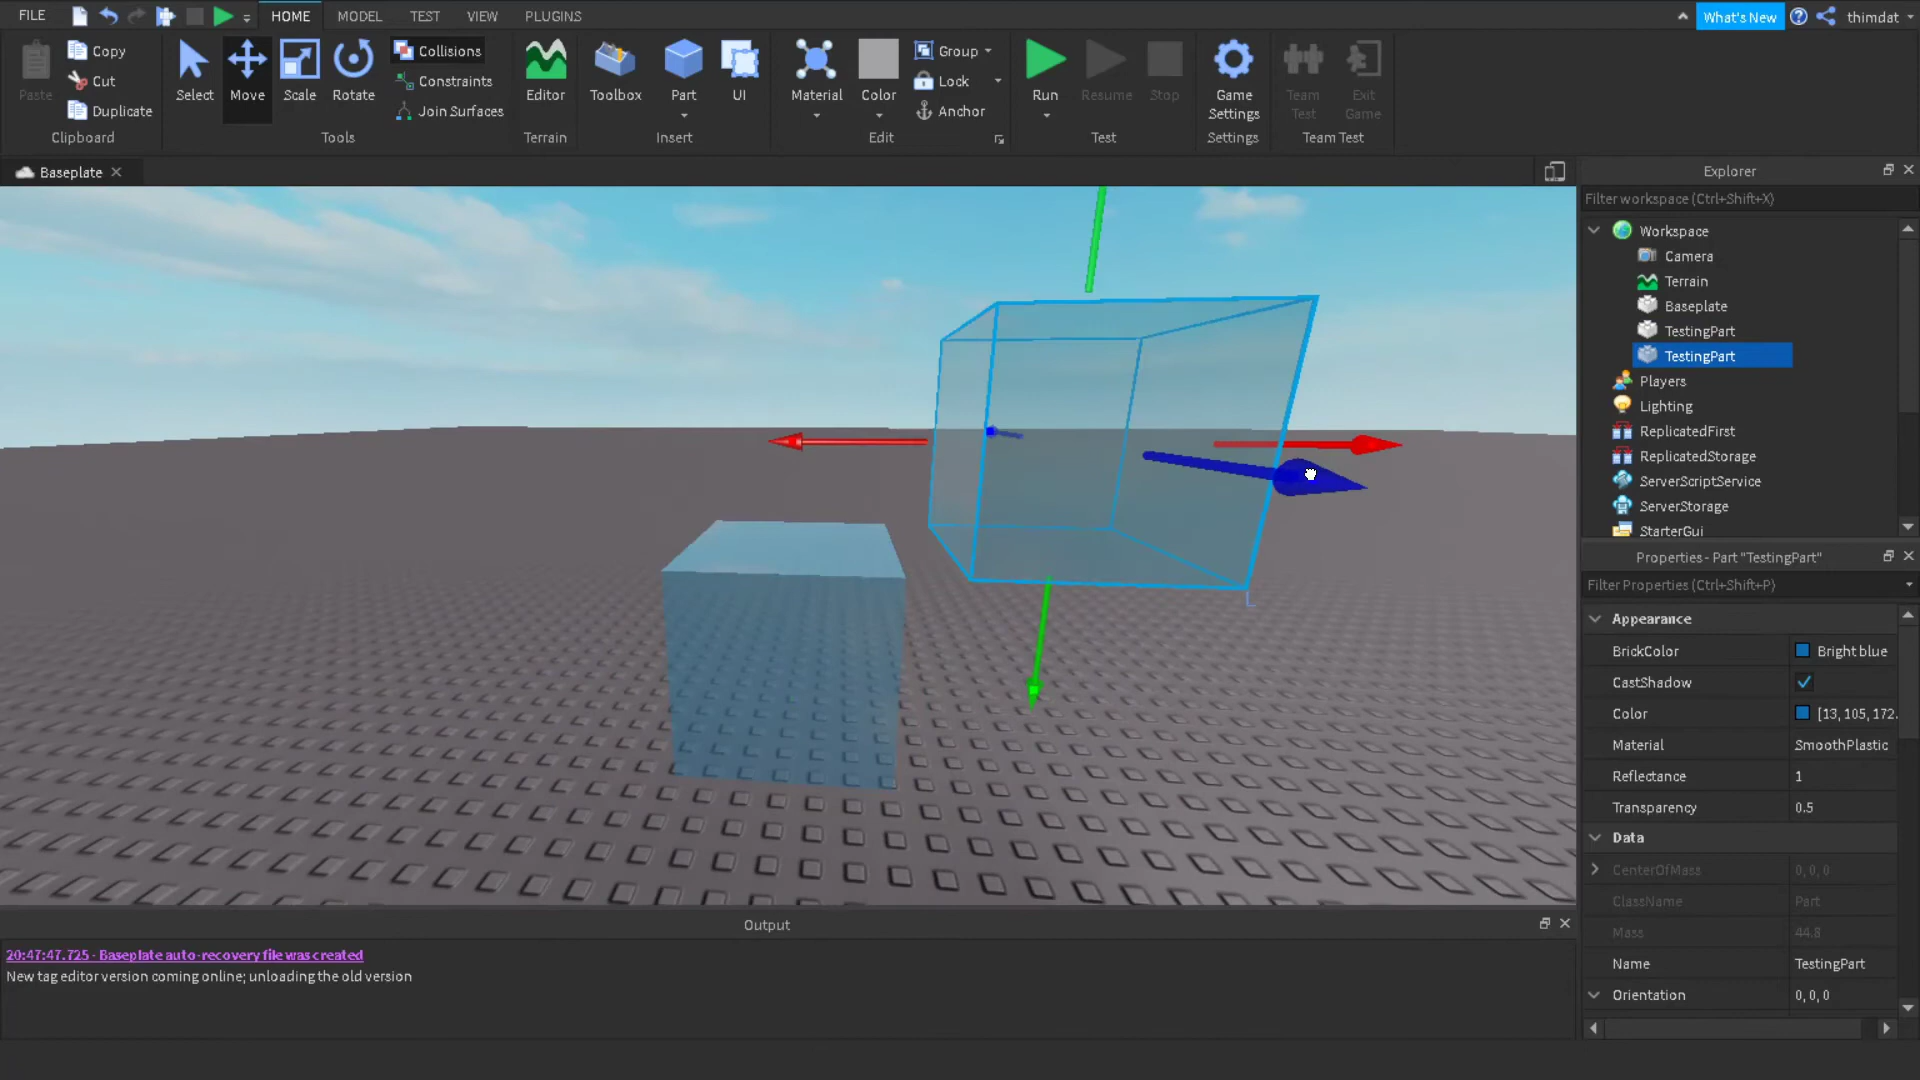 FILE
HOME
MODEL
TEST
VIEW
PLUGINS
What's New
thimdat
Paste
Copy
Cut
Duplicate
Clipboard
Select
Move
Scale
Rotate
Collisions
Constraints
Join Surfaces
Tools
Editor
Terrain
Toolbox
Part
UI
Insert
Material
Color
Group
Lock
Anchor
Edit
Run
Resume
Stop
Test
Game
Settings
Settings
Team
Test
Exit
Game
Team Test
Baseplate
Explorer
Filter workspace (Ctrl+Shift+X)
Workspace
Camera
Terrain
Baseplate
TestingPart
TestingPart
Players
Lighting
ReplicatedFirst
ReplicatedStorage
ServerScriptService
ServerStorage
StarterGui
Properties - Part "TestingPart"
Filter Properties (Ctrl+Shift+P)
Appearance
BrickColor Bright blue
CastShadow
Color [13, 105, 172.
Material SmoothPlastic
Reflectance 1
Transparency 0.5
Data
CenterOfMass 0, 0, 0
ClassName Part
Mass 44.8
Name TestingPart
Orientation 0, 0, 0
Output
20:47:47.725 - Baseplate auto-recovery file was created
New tag editor version coming online; unloading the old version